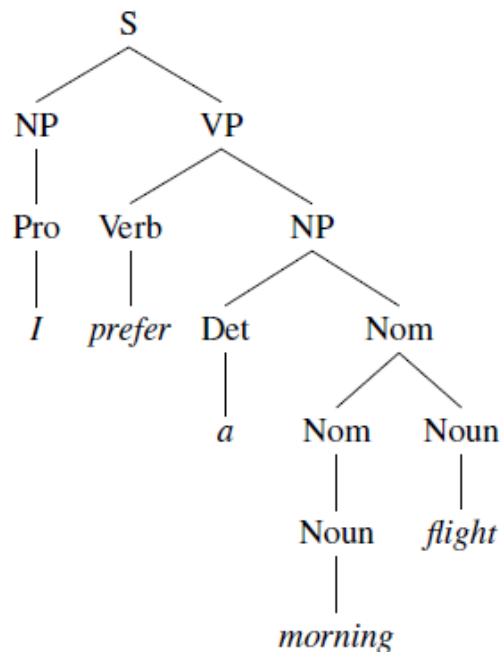 S
NP VP
Pro Verb NP
I prefer Det Nom
a Nom Noun
Noun flight
morning